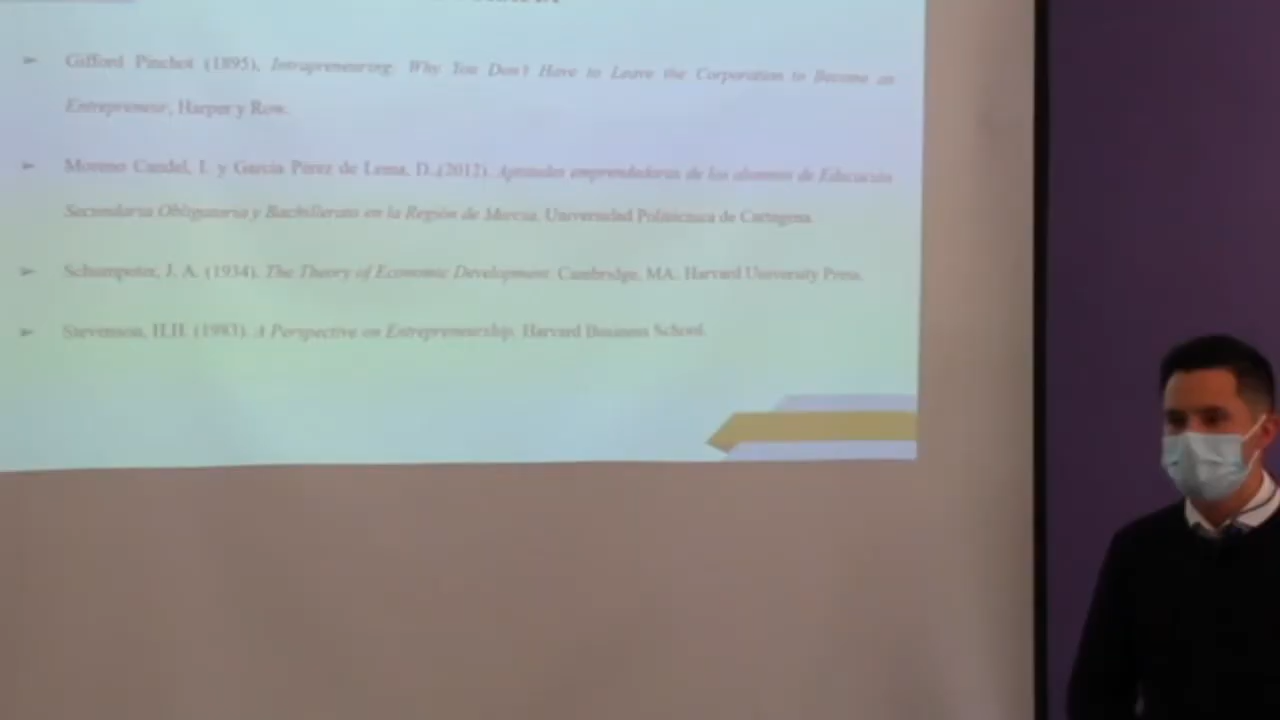 ➢ Gifford Pinchot (1895), Intrapreneuring: Why You Don't Have to Leave the Corporation to Become an
Entrepreneur, Harper y Row.
➢ Moreno Candel, I. y García Pérez de Lema, D.(2012). Aptitudes emprendedoras de los alumnos de Educación
Secundaria Obligatoria y Bachillerato en la Región de Murcia. Universidad Politécnica de Cartagena.
➢ Schumpeter, J. A. (1934). The Theory of Economic Development. Cambridge, MA: Harvard University Press.
➢ Stevenson, H.H. (1983). A Perspective on Entrepreneurship. Harvard Business School.